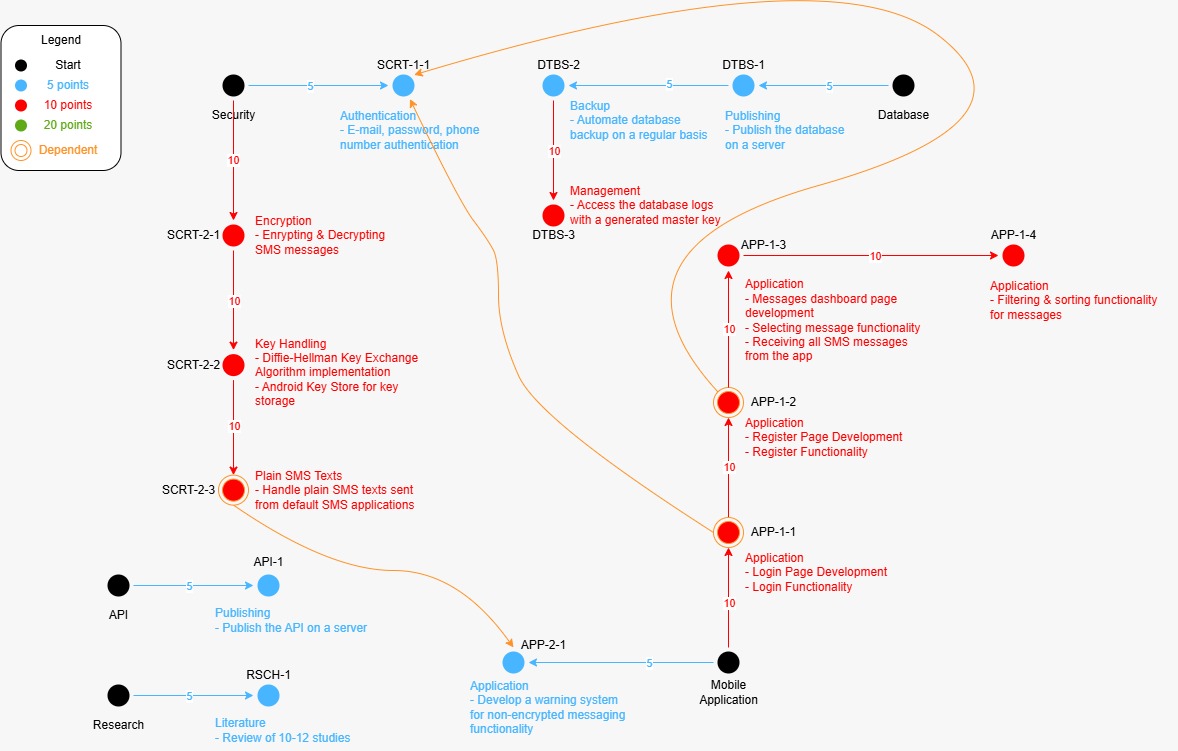 Legend
Start
5 points
10 points
20 points
Dependent
SCRT-1-1
DTBS-2
DTBS-1
5
5
5
Security
Authentication
- E-mail, password, phone
number authentication
Backup
- Automate database
backup on a regular basis
Publishing
- Publish the database
on a server
Database
10
10
Management
- Access the database logs
with a generated master key
DTBS-3
SCRT-2-1
Encryption
- Enrypting & Decrypting
SMS messages
APP-1-3
10
APP-1-4
Application
- Messages dashboard page
development
- Selecting message functionality
- Receiving all SMS messages
from the app
Application
- Filtering & sorting functionality
for messages
10
10
SCRT-2-2
Key Handling
- Diffie-Hellman Key Exchange
Algorithm implementation
- Android Key Store for key
storage
APP-1-2
Application
- Register Page Development
- Register Functionality
10
10
SCRT-2-3
Plain SMS Texts
- Handle plain SMS texts sent
from default SMS applications
APP-1-1
Application
- Login Page Development
- Login Functionality
10
API-1
5
API
Publishing
- Publish the API on a server
APP-2-1
5
Mobile
Application
Application
- Develop a warning system
for non-encrypted messaging
functionality
RSCH-1
5
Research
Literature
- Review of 10-12 studies